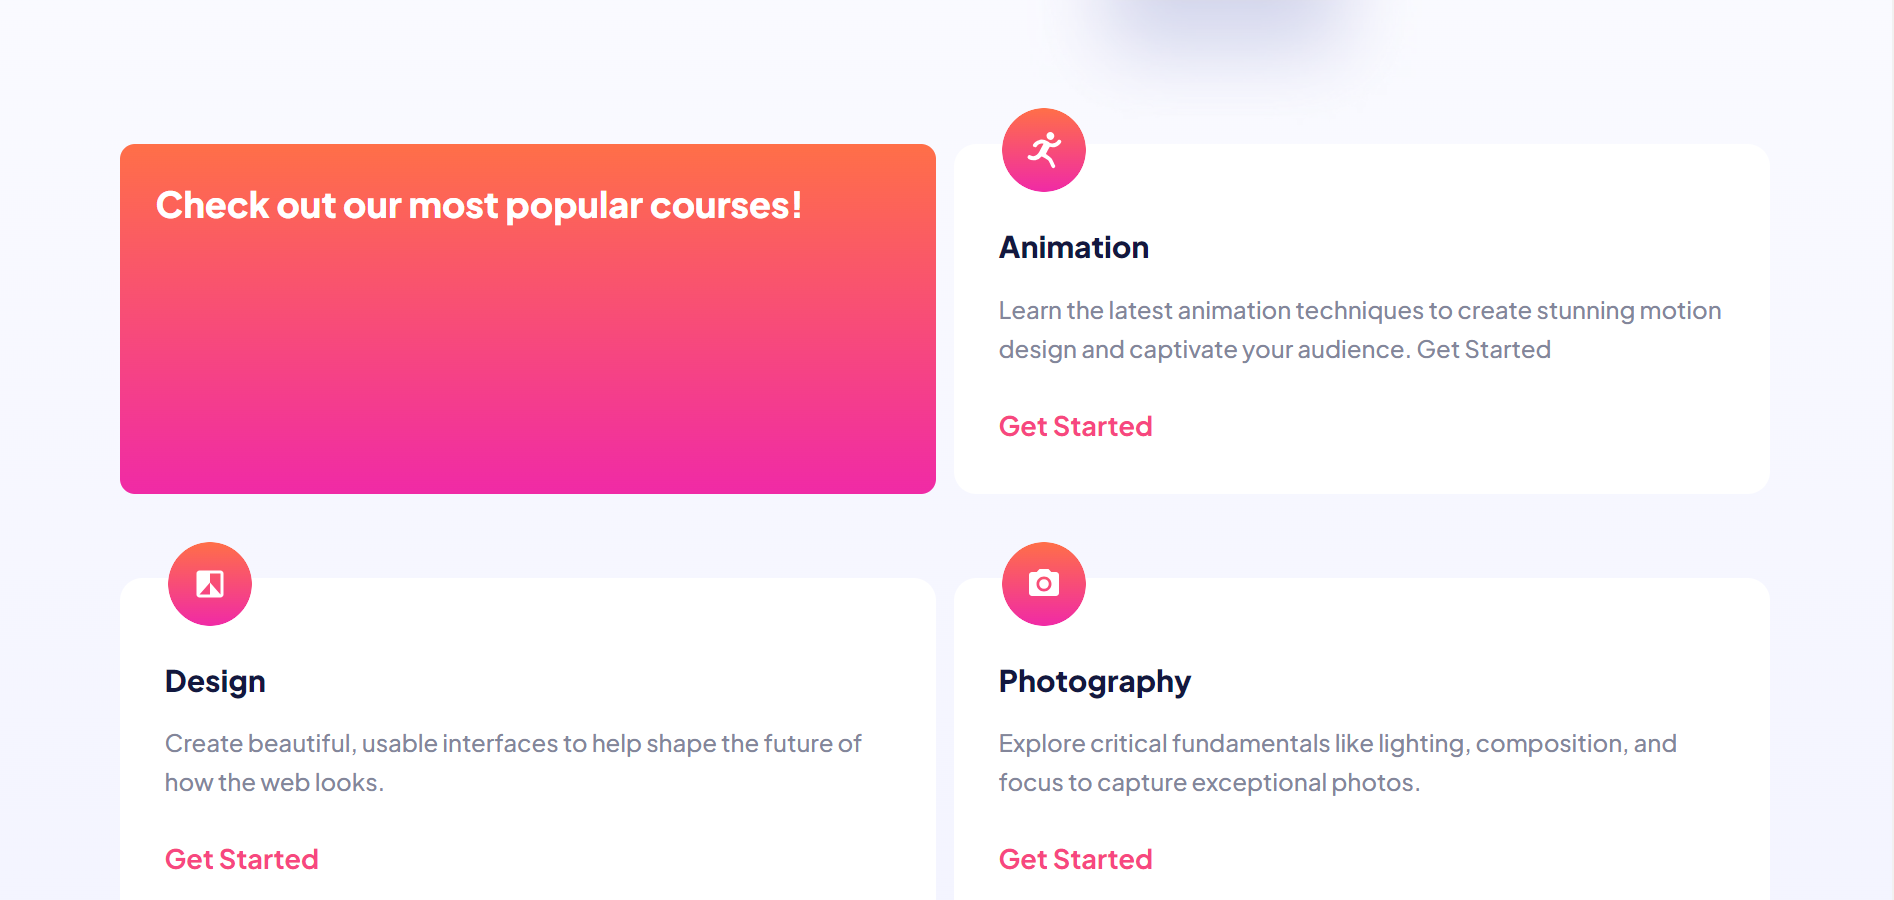 Check out our most popular courses!
Animation
Learn the latest animation techniques to create stunning motion
design and captivate your audience. Get Started
Get Started
Design
Create beautiful, usable interfaces to help shape the future of
how the web looks.
Get Started
Photography
Explore critical fundamentals like lighting, composition, and
focus to capture exceptional photos.
Get Started